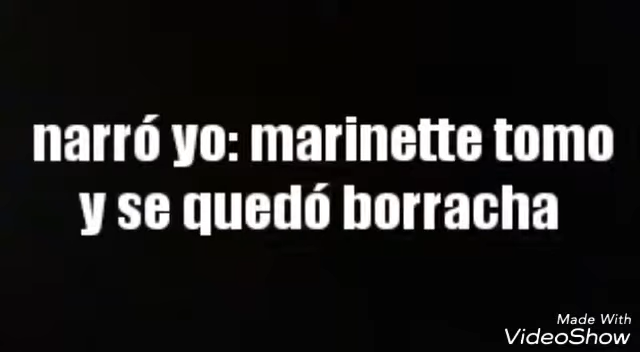 narró yo: marinette tomo
y se quedó borracha
Made With
VideoShow